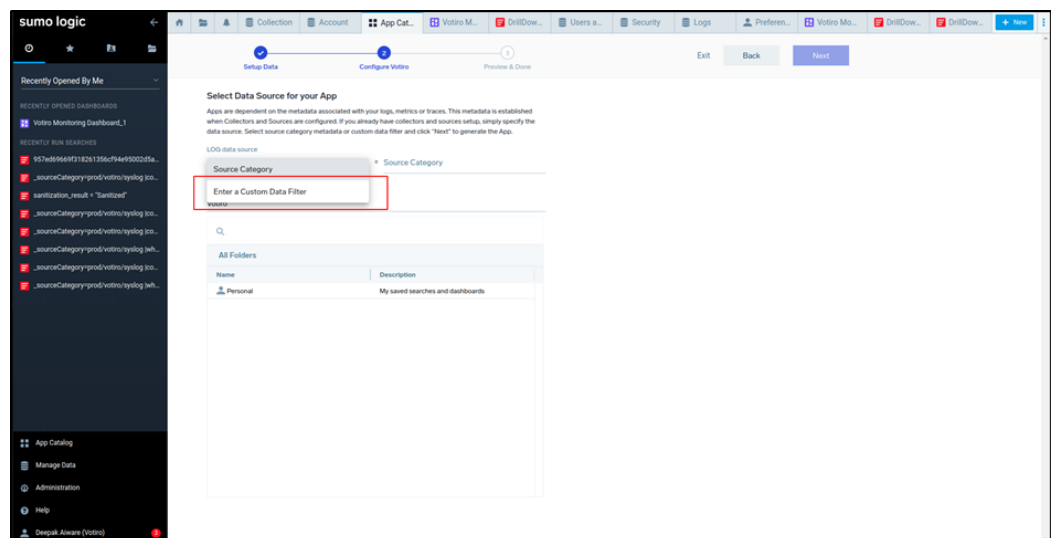 sumo logic
Collection
Account
App Cat...
Votiro M...
DrillDow...
Users a...
Security
Logs
Preferen...
Votiro Mo...
DrillDow...
DrillDow...
+ New
Setup Data
2
Configure Votiro
3
Preview & Done
Exit
Back
Next
Recently Opened By Me
RECENTLY OPENED DASHBOARDS
Votiro Monitoring Dashboard_1
RECENTLY RUN SEARCHES
957ed69669f318261356cf94e95002d5a...
_sourceCategory=prod/votiro/syslog |co...
sanitization_result = "Sanitized"
_sourceCategory=prod/votiro/syslog |co...
_sourceCategory=prod/votiro/syslog |co...
_sourceCategory=prod/votiro/syslog |wh...
_sourceCategory=prod/votiro/syslog |co...
_sourceCategory=prod/votiro/syslog |wh...
App Catalog
Manage Data
Administration
Help
Deepak Aiware (Votiro)
3
Select Data Source for your App
Apps are dependent on the metadata associated with your logs, metrics or traces. This metadata is established
when Collectors and Sources are configured. If you already have collectors and sources setup, simply specify the
data source. Select source category metadata or custom data filter and click "Next" to generate the App.
LOG data source
Source Category
= Source Category
Enter a Custom Data Filter
Votiro
All Folders
Name
Description
Personal
My saved searches and dashboards